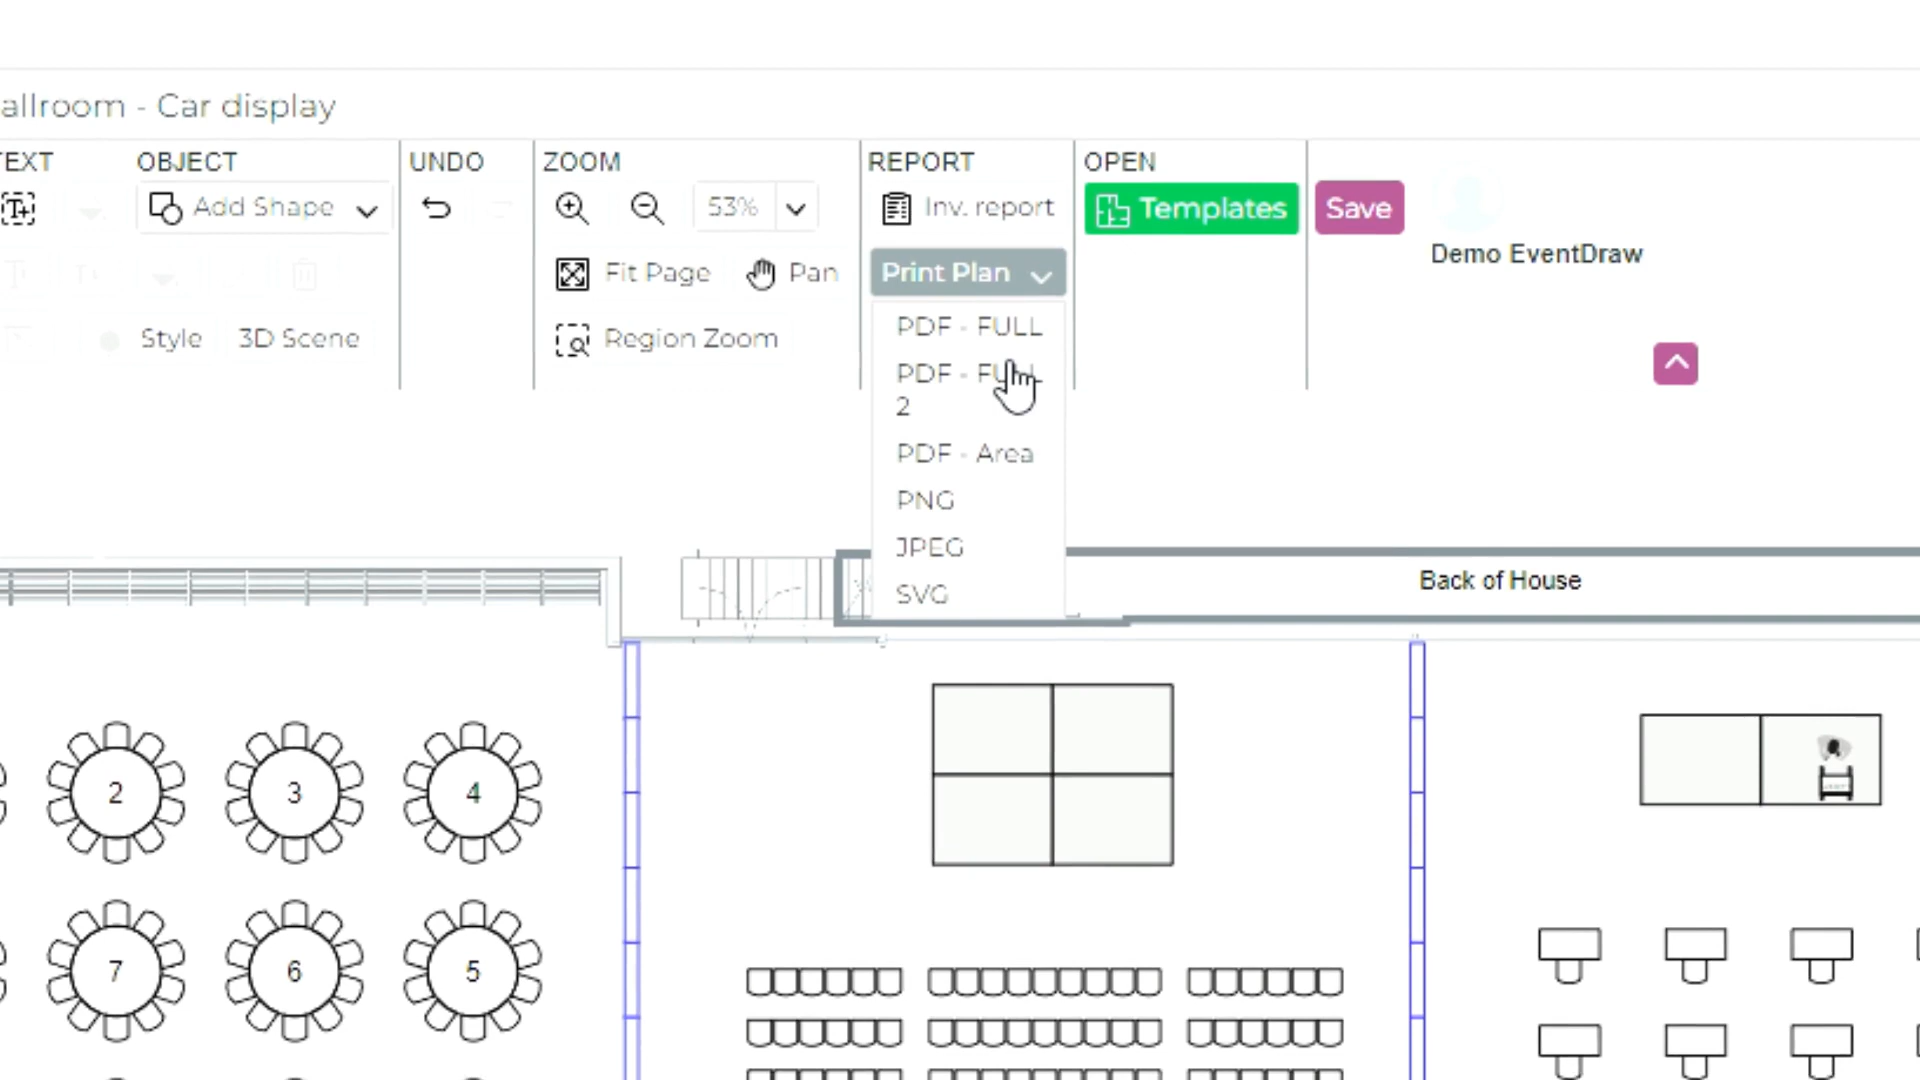 allroom - Car display
TEXT
OBJECT
UNDO
ZOOM
REPORT
OPEN
Add Shape
53%
Inv. report
Templates
Save
Demo EventDraw
Fit Page
Pan
Print Plan
Style
3D Scene
Region Zoom
PDF - FULL
PDF - FULL
2
PDF - Area
PNG
JPEG
SVG
Back of House
2
3
4
7
6
5